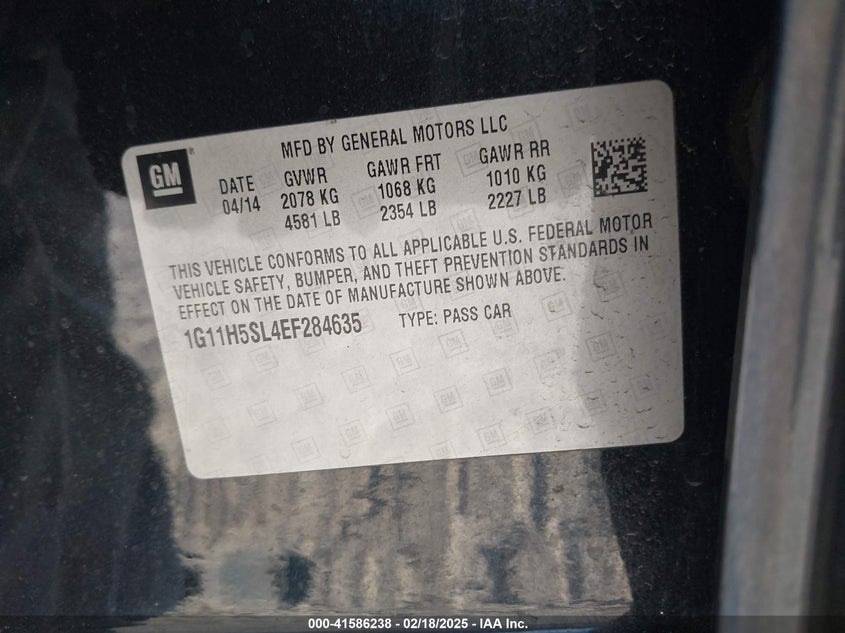 MFD BY GENERAL MOTORS LLC
GM
DATE GVWR GAWR FRT GAWR RR
04/14 2078 KG 1068 KG 1010 KG
4581 LB 2354 LB 2227 LB
THIS VEHICLE CONFORMS TO ALL APPLICABLE U.S. FEDERAL MOTOR
VEHICLE SAFETY, BUMPER, AND THEFT PREVENTION STANDARDS IN
EFFECT ON THE DATE OF MANUFACTURE SHOWN ABOVE.
1G11H5SL4EF284635 TYPE: PASS CAR
000-41586238 - 02/18/2025 - IAA Inc.